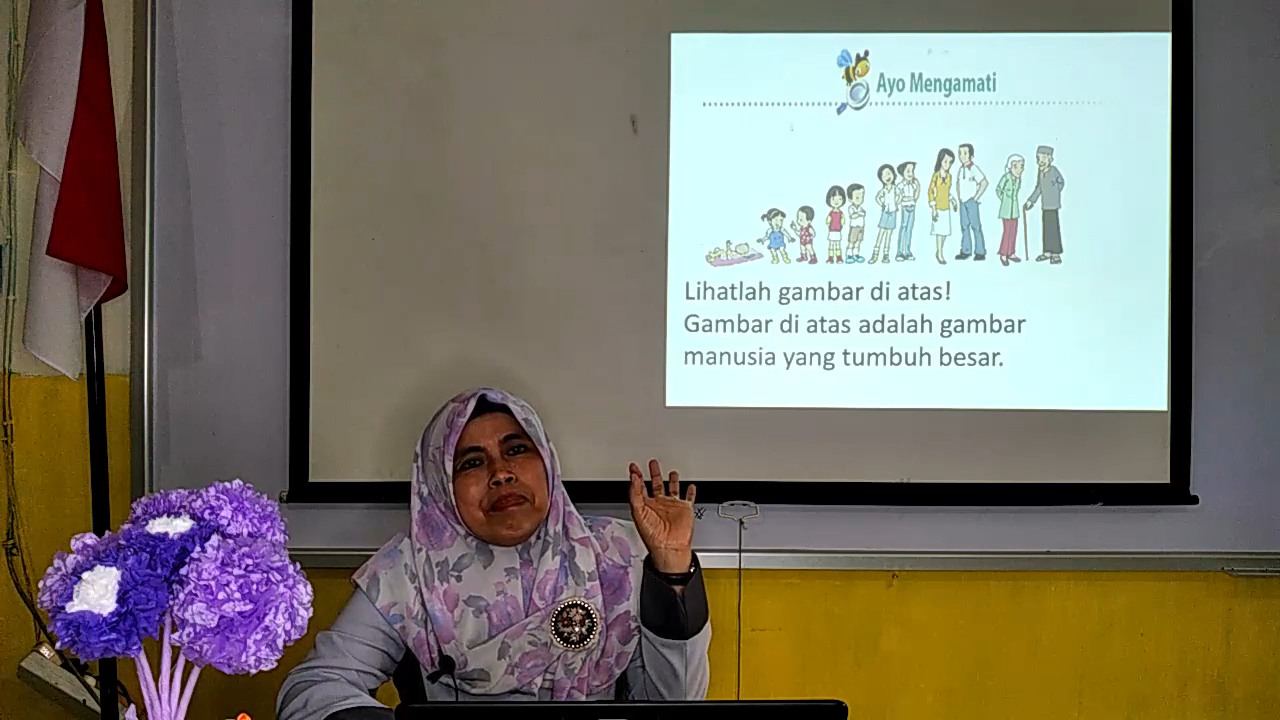 Ayo Mengamati
Lihatlah gambar di atas!
Gambar di atas adalah gambar
manusia yang tumbuh besar.